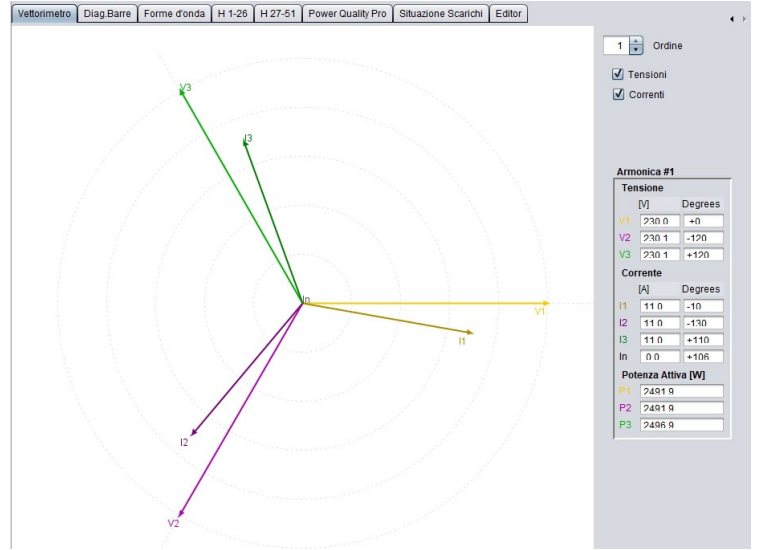 Vettorimetro Diag.Barre Forme d'onda H 1-26 H 27-51 Power Quality Pro Situazione Scarichi Editor
1 Ordine
Tensioni
Correnti
V3
I3
In
V1
I1
I2
V2
Armonica #1
Tensione
[V] Degrees
V1 230.0 +0
V2 230.1 -120
V3 230.1 +120
Corrente
[A] Degrees
I1 11.0 -10
I2 11.0 -130
I3 11.0 +110
In 0.0 +106
Potenza Attiva [W]
P1 2491.9
P2 2491.9
P3 2496.9